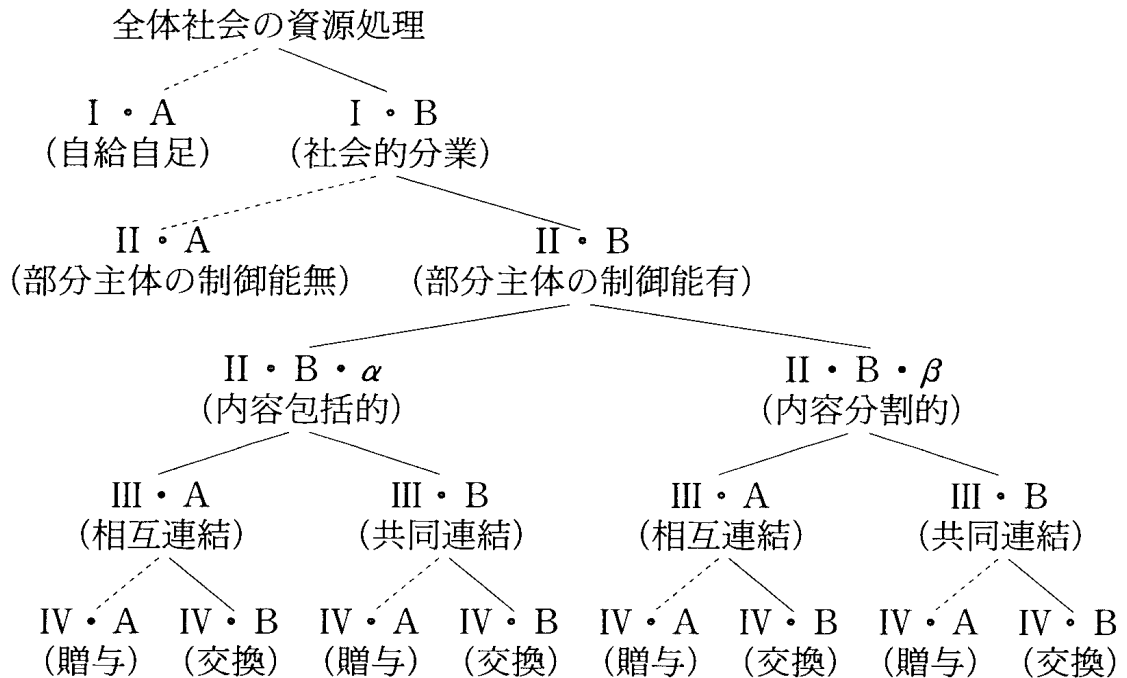 全体社会の資源処理
Ⅰ・A Ⅰ・B
(自給自足) (社会的分業)
Ⅱ・A Ⅱ・B
(部分主体の制御能無) (部分主体の制御能有)
Ⅱ・B・α Ⅱ・B・β
(内容包括的) (内容分割的)
Ⅲ・A Ⅲ・B Ⅲ・A Ⅲ・B
(相互連結) (共同連結) (相互連結) (共同連結)
Ⅳ・A Ⅳ・B Ⅳ・A Ⅳ・B Ⅳ・A Ⅳ・B Ⅳ・A Ⅳ・B
(贈与) (交換) (贈与) (交換) (贈与) (交換) (贈与) (交換)